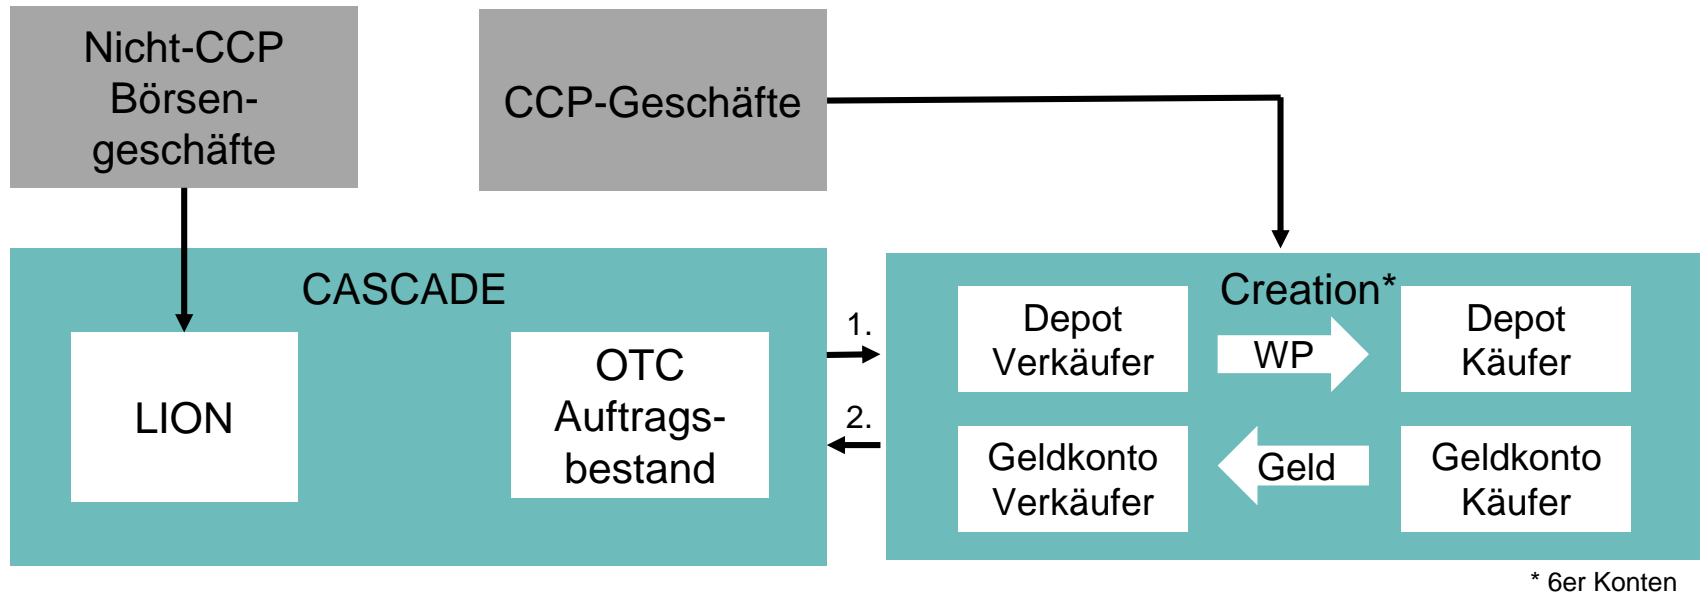 Nicht-CCP
Börsen-
geschäfte
CCP-Geschäfte
CASCADE
LION
OTC
Auftrags-
bestand
1.
2.
Creation*
Depot
Verkäufer
WP
Depot
Käufer
Geldkonto
Verkäufer
Geld
Geldkonto
Käufer
* 6er Konten